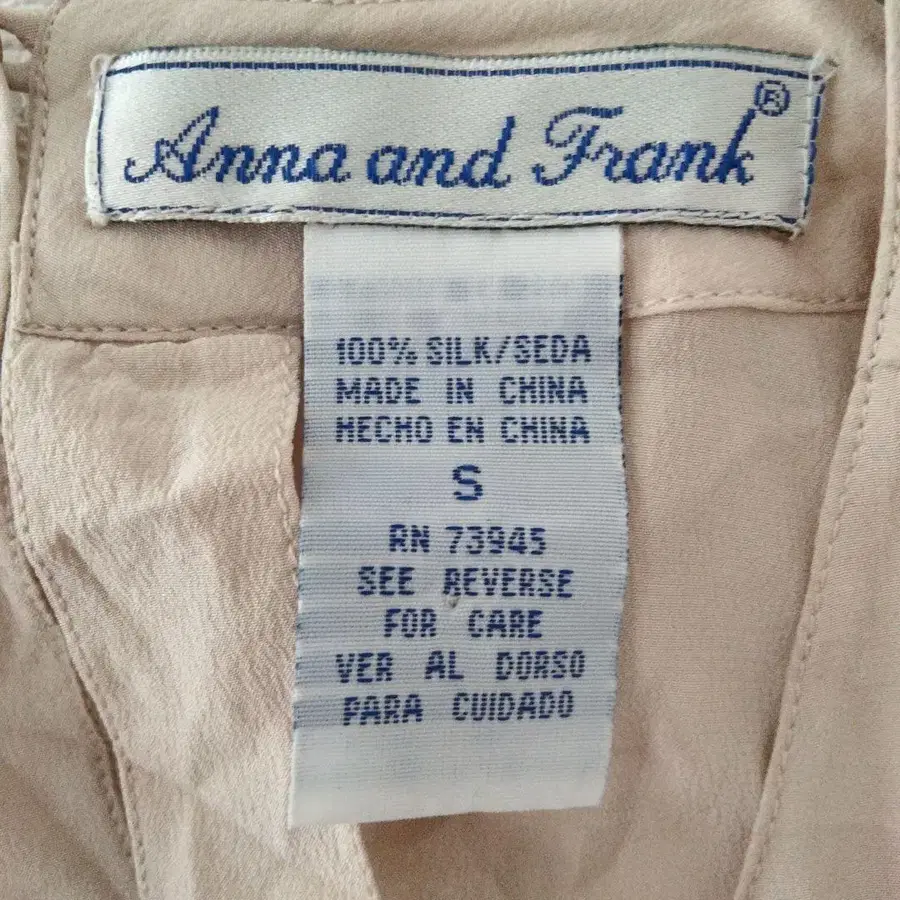 Anna and Frank®
100% SILK/SEDA
MADE IN CHINA
HECHO EN CHINA
S
RN 73945
SEE REVERSE
FOR CARE
VER AL DORSO
PARA CUIDADO